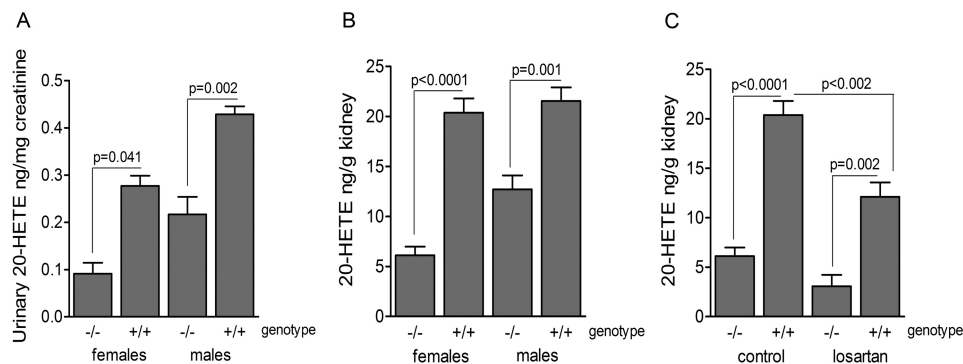 A
Urinary 20-HETE ng/mg creatinine
0.5
0.4
0.3
0.2
0.1
0.0
p=0.041
p=0.002
-/- +/+ -/- +/+ genotype
females males
B
20-HETE ng/g kidney
25
20
15
10
5
0
p<0.0001
p=0.001
-/- +/+ -/- +/+ genotype
females males
C
20-HETE ng/g kidney
25
20
15
10
5
0
p<0.0001
p<0.002
p=0.002
-/- +/+ -/- +/+ genotype
control losartan